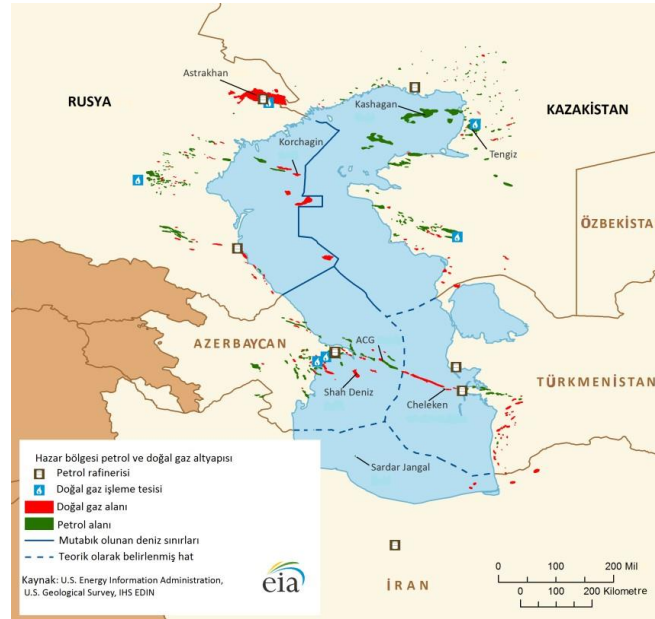 Astrakhan
RUSYA
Kashagan
KAZAKİSTAN
Korchagin
Tengiz
ÖZBEKİSTA
AZERBAYCAN
ACG
Shah Deniz
Cheleken
TÜRKMENİSTAN
Sardar Jangal
İRAN
Hazar bölgesi petrol ve doğal gaz altyapısı
Petrol rafinerisi
Doğal gaz işleme tesisi
Doğal gaz alanı
Petrol alanı
Mutabık olunan deniz sınırları
Teorik olarak belirlenmiş hat
Kaynak: U.S. Energy Information Administration,
U.S. Geological Survey, IHS EDIN
eia
0 100 200 Mil
0 100 200 Kilometre